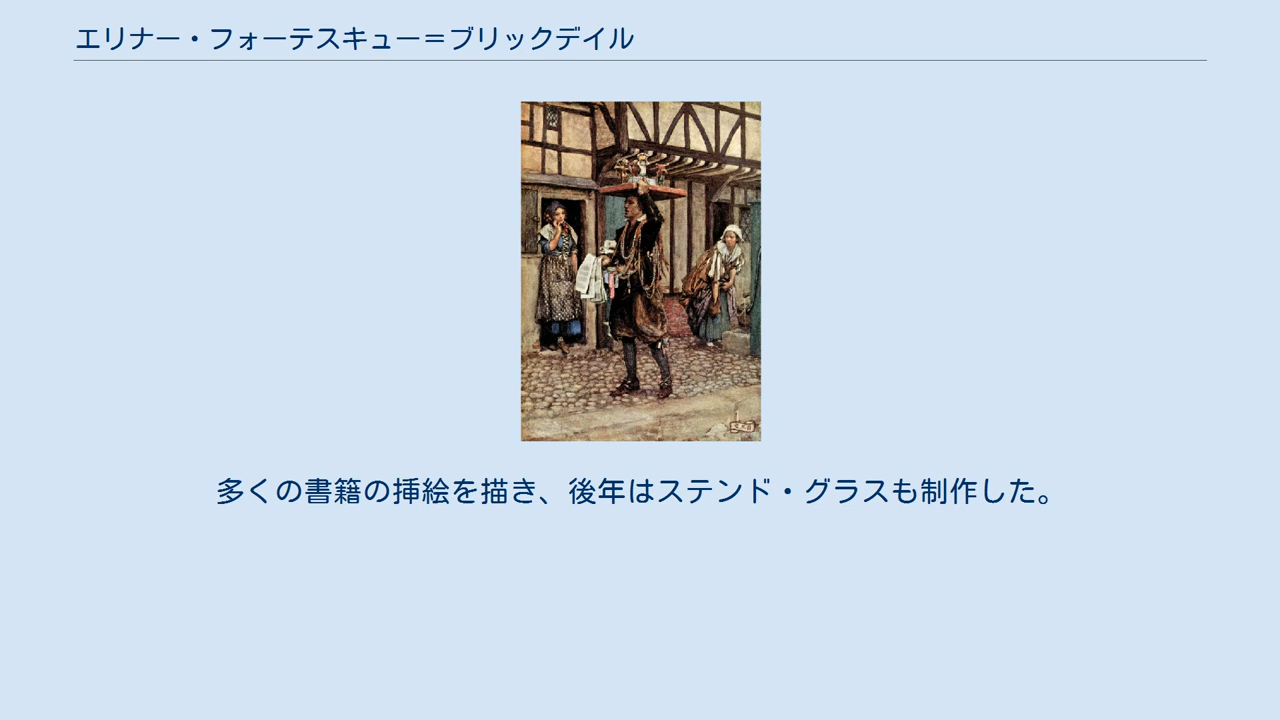 エリナー・フォーテスキュー＝ブリックデイル
多くの書籍の挿絵を描き、後年はステンド・グラスも制作した。